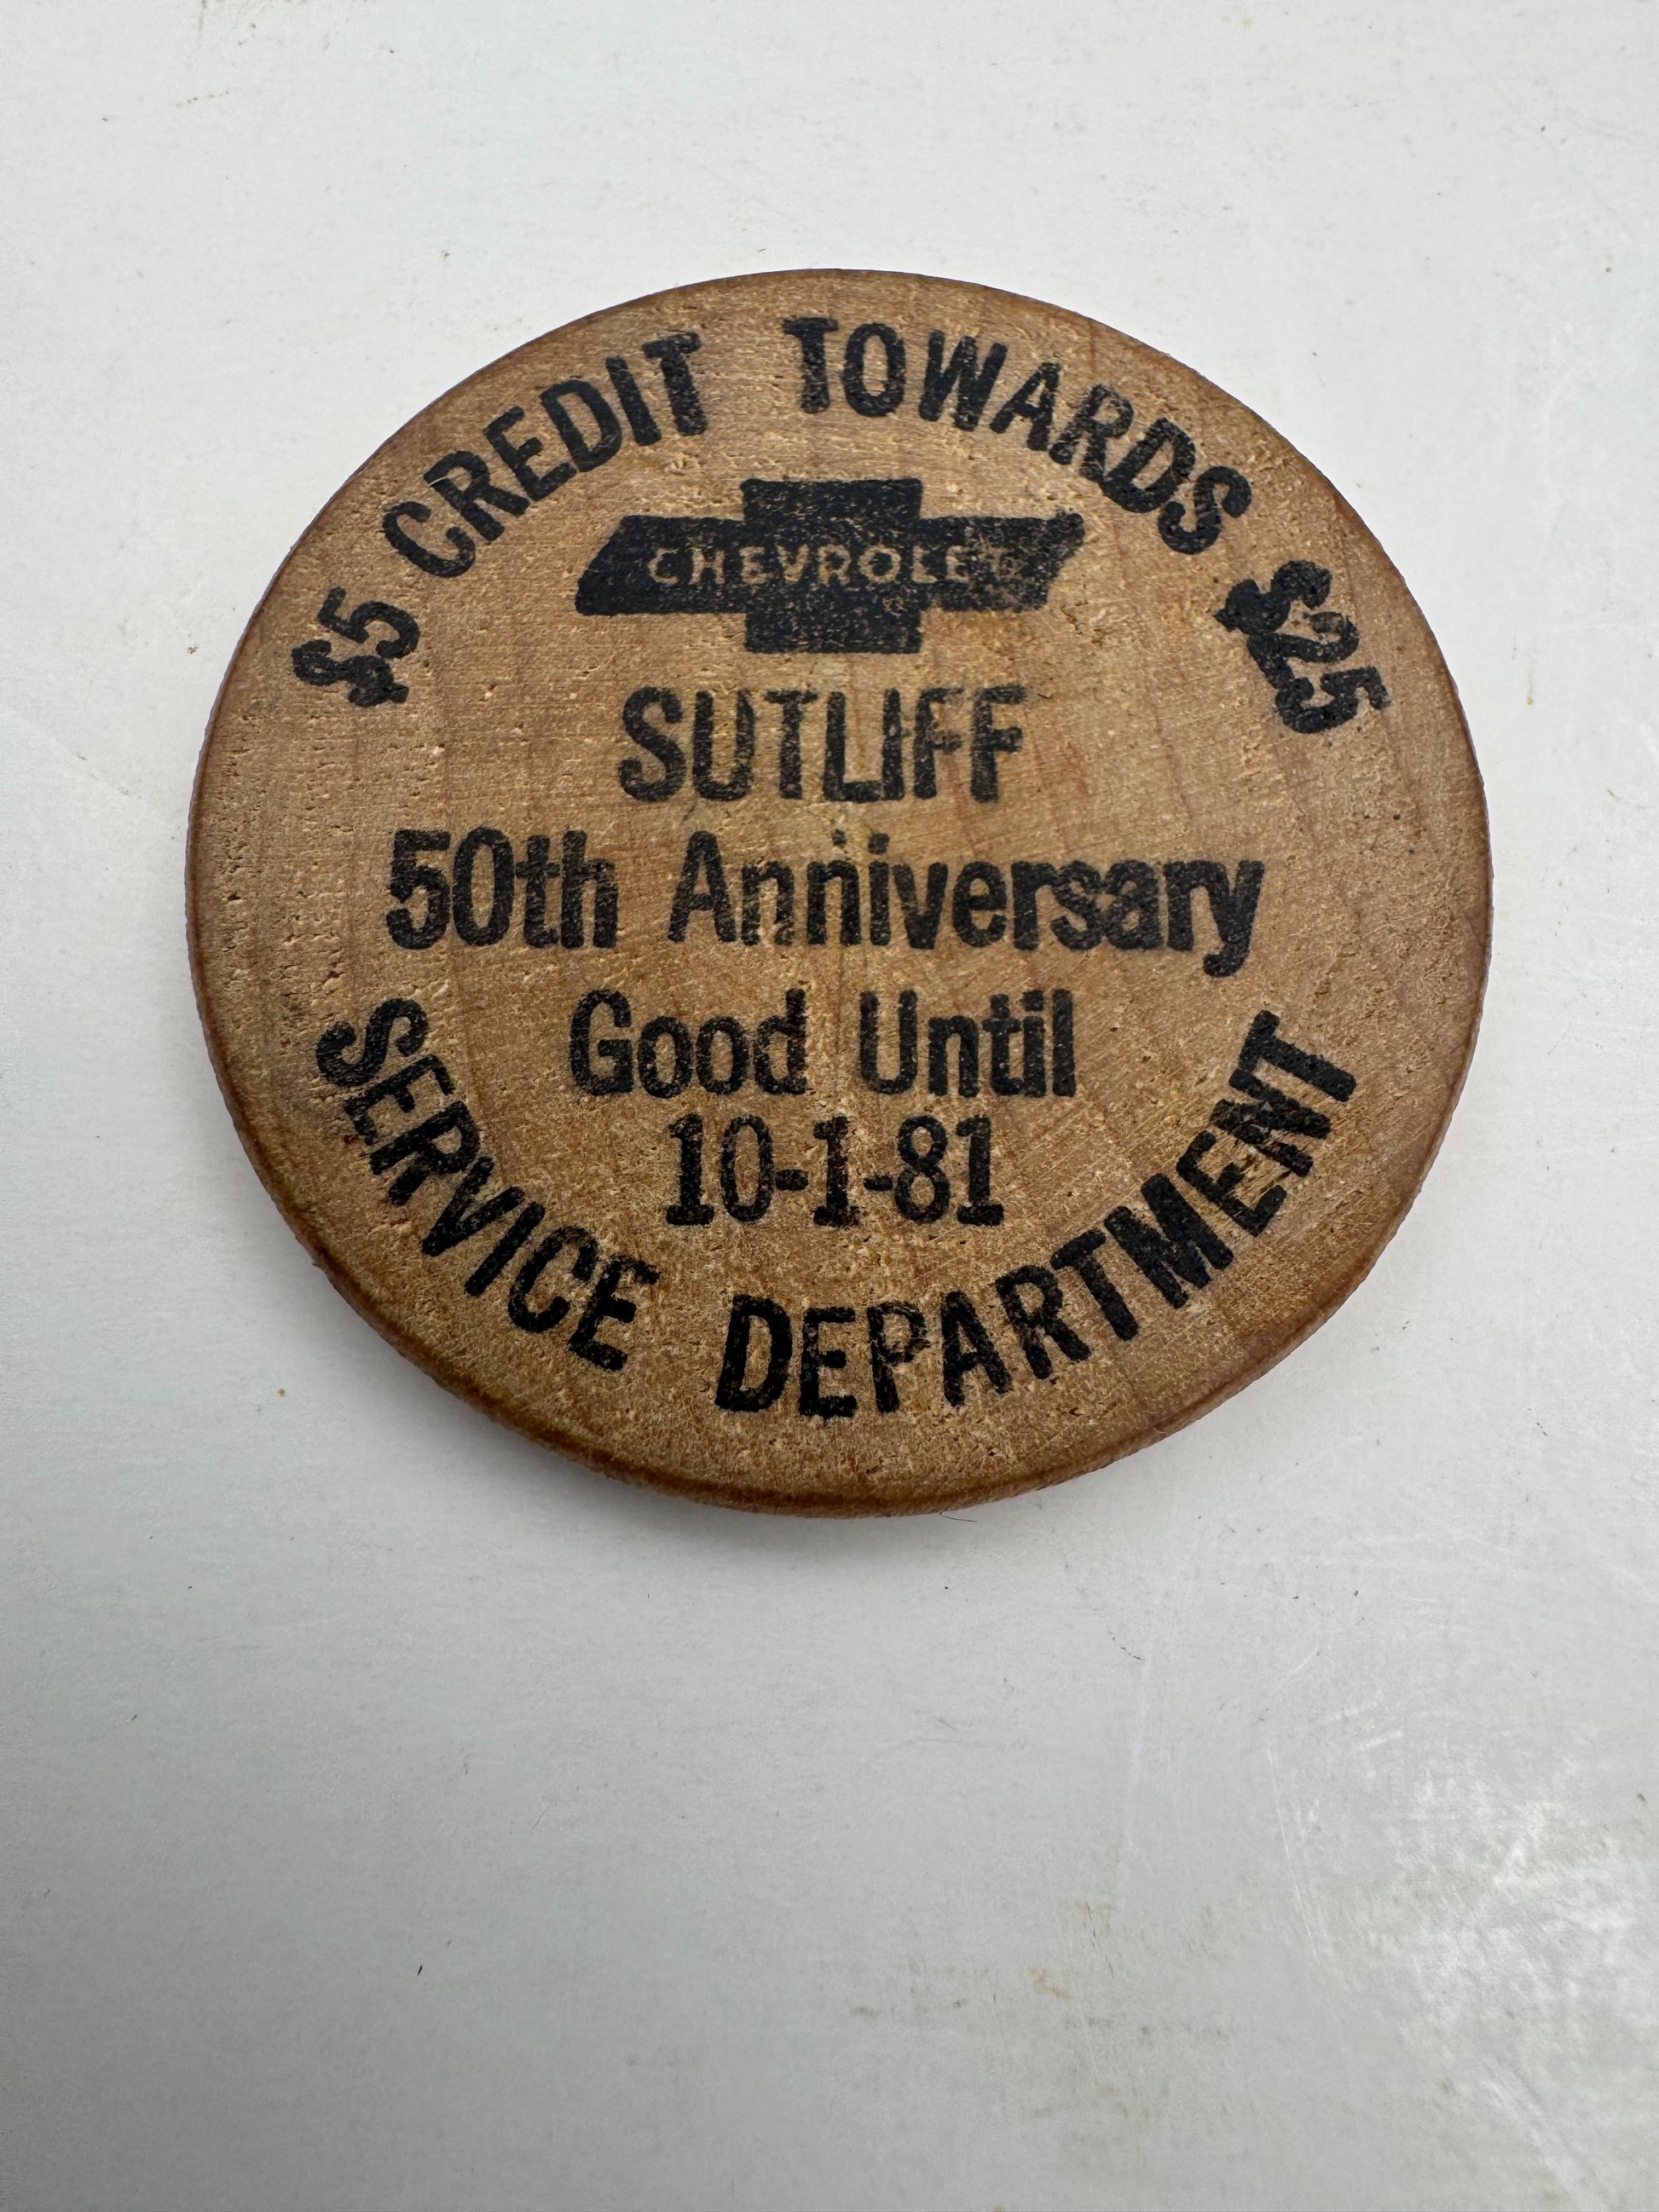 $5 CREDIT TOWARDS $25
CHEVROLET
SUTLIFF
50th Anniversary
Good Until
10-1-81
SERVICE DEPARTMENT